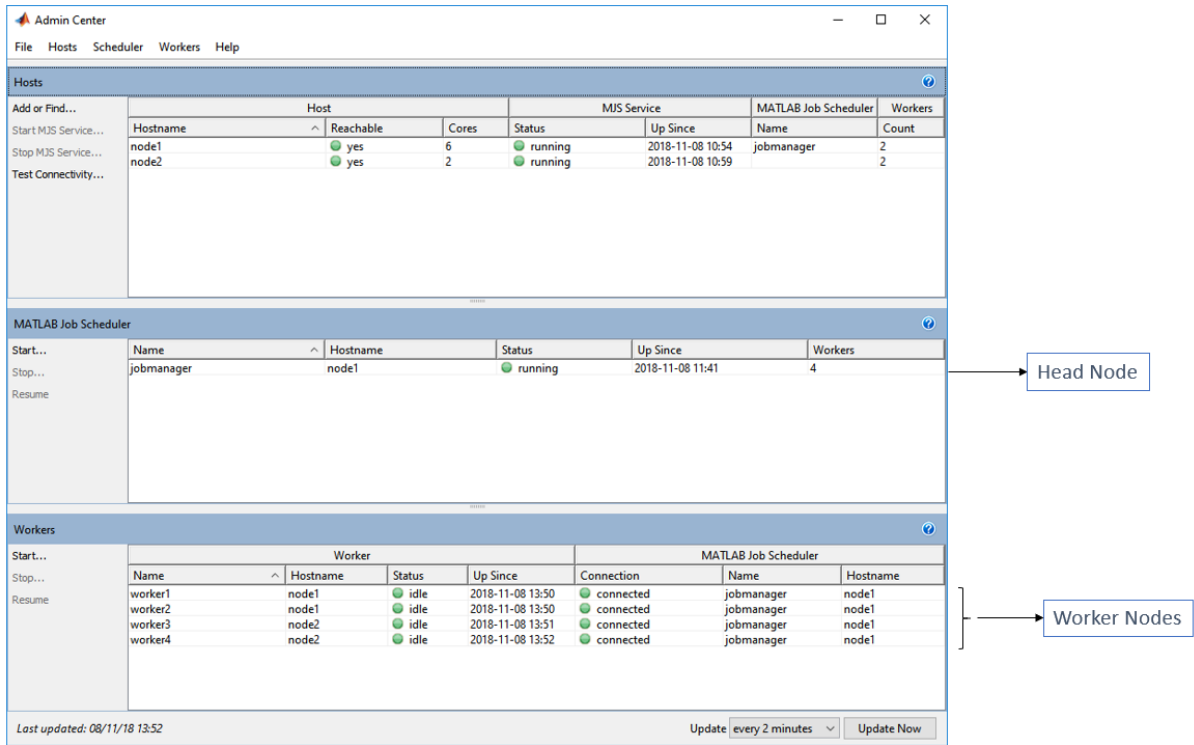 Admin Center
File Hosts Scheduler Workers Help
Hosts
Add or Find...
Start MJS Service...
Stop MJS Service...
Test Connectivity...
Host MJS Service MATLAB Job Scheduler Workers
Hostname Reachable Cores Status Up Since Name Count
node1 yes 6 running 2018-11-08 10:54 jobmanager 2
node2 yes 2 running 2018-11-08 10:59 2
MATLAB Job Scheduler
Start...
Stop...
Resume
Name Hostname Status Up Since Workers
jobmanager node1 running 2018-11-08 11:41 4
Head Node
Workers
Start...
Stop...
Resume
Worker MATLAB Job Scheduler
Name Hostname Status Up Since Connection Name Hostname
worker1 node1 idle 2018-11-08 13:50 connected jobmanager node1
worker2 node1 idle 2018-11-08 13:50 connected jobmanager node1
worker3 node2 idle 2018-11-08 13:51 connected jobmanager node1
worker4 node2 idle 2018-11-08 13:52 connected jobmanager node1
Worker Nodes
Last updated: 08/11/18 13:52 Update every 2 minutes Update Now